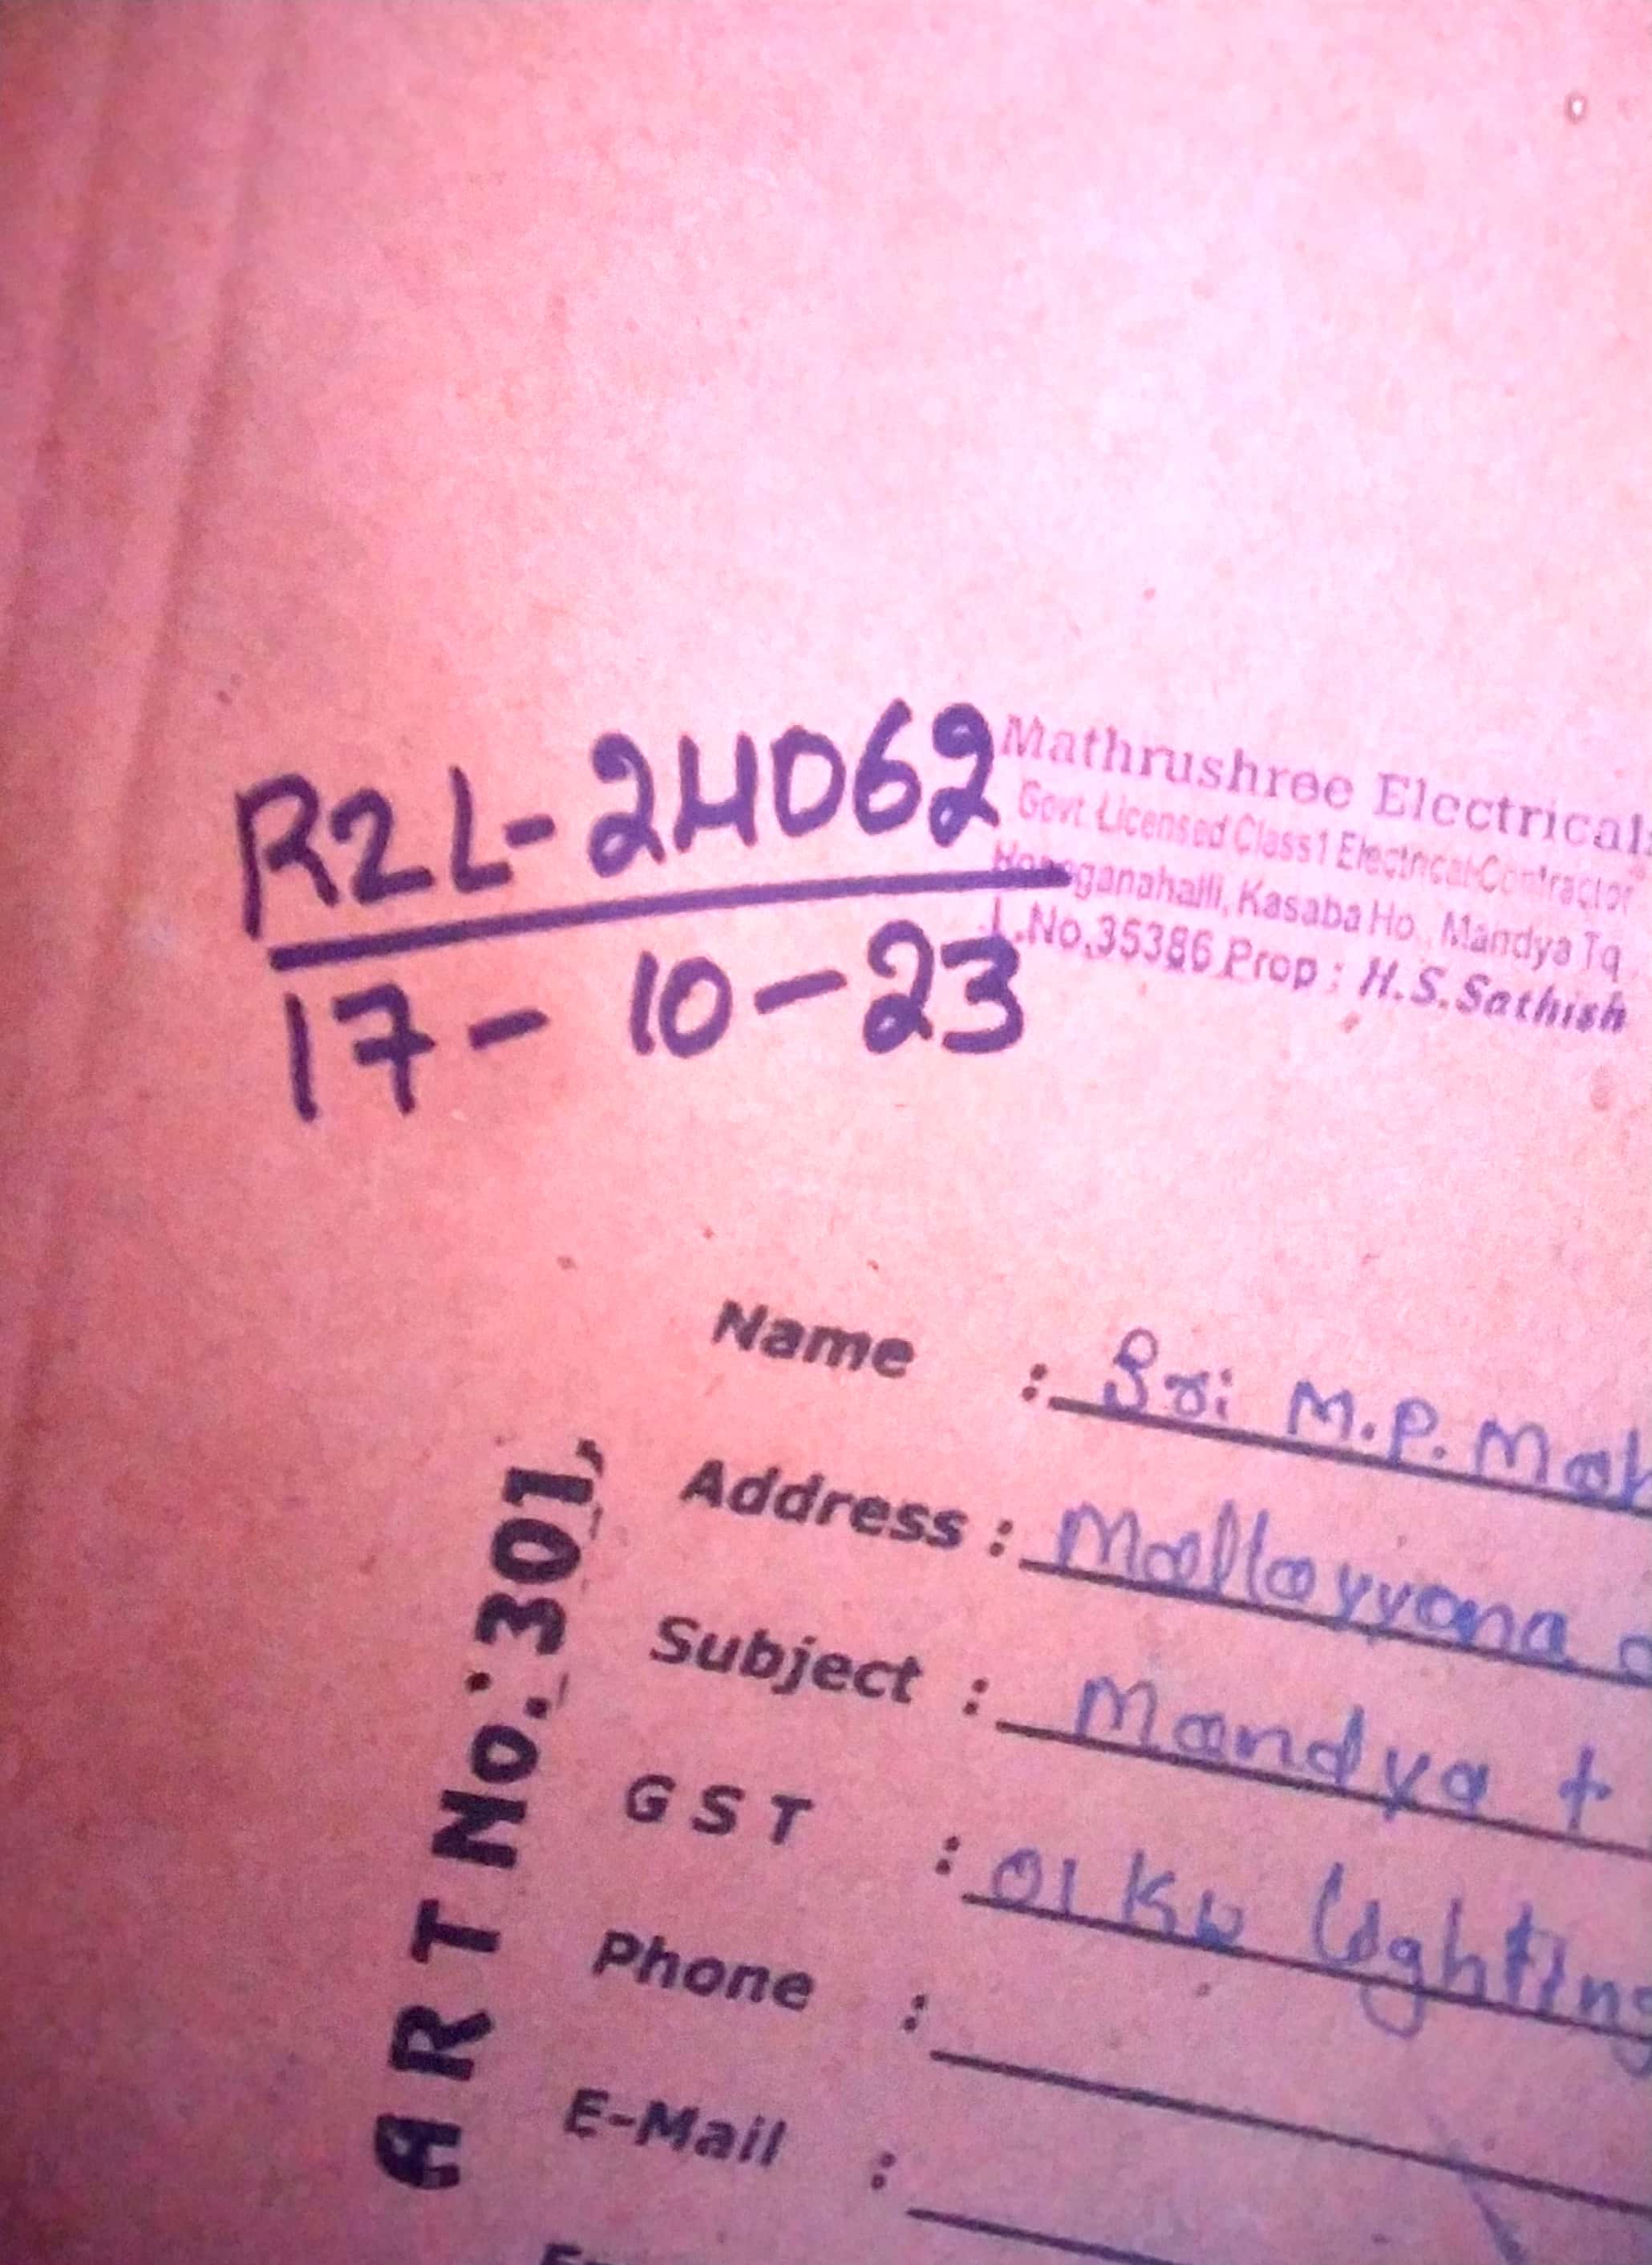 R2L-24062
17-10-23
Mathrushree Electricals
Govt. Licensed Class 1 Electrical Contractor
Kasaba Ho., Mandya Tq
L.No.35386 Prop : H.S.Sathish
Name : Sri M.P.
Address : Mallayyana
Subject : Mandya
G S T : 01 Kw Lighting
Phone :
E-Mail :
ART No.: 301,